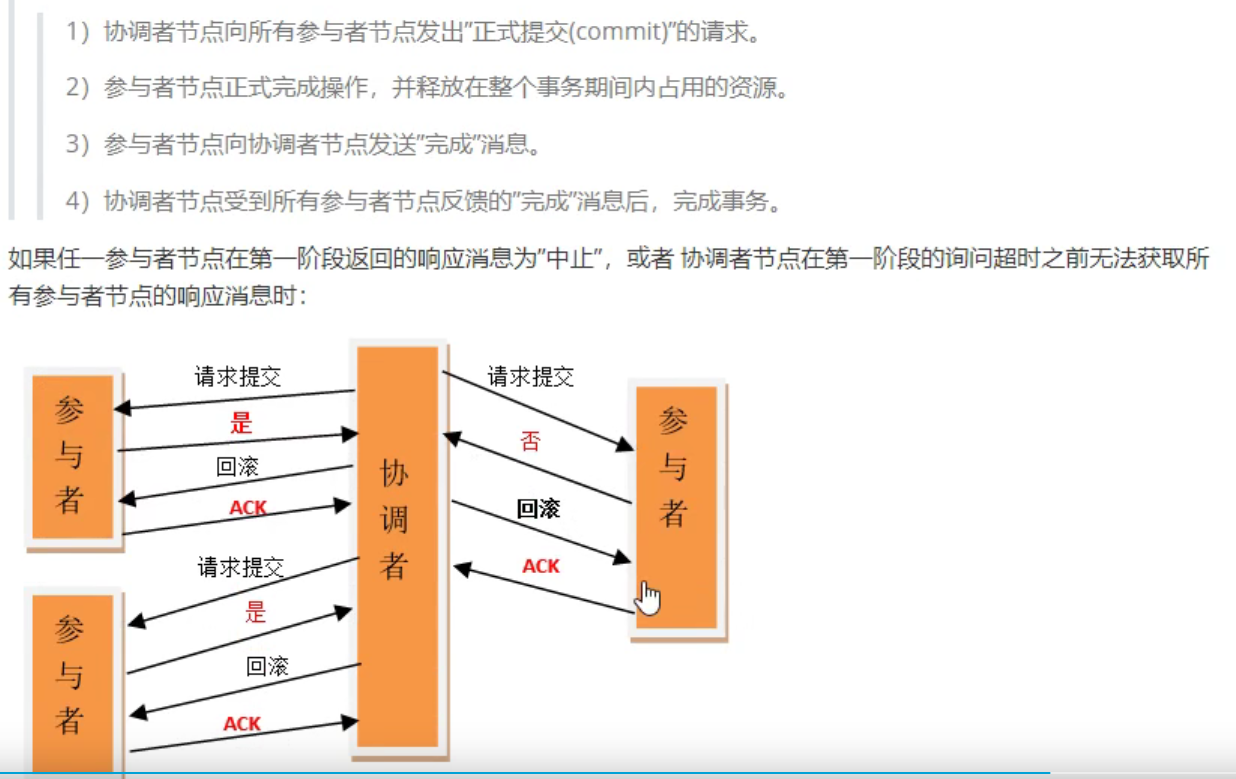 1）协调者节点向所有参与者节点发出”正式提交(commit)”的请求。
2）参与者节点正式完成操作，并释放在整个事务期间内占用的资源。
3）参与者节点向协调者节点发送”完成”消息。
4）协调者节点受到所有参与者节点反馈的”完成”消息后，完成事务。
如果任一参与者节点在第一阶段返回的响应消息为”中止”，或者 协调者节点在第一阶段的询问超时之前无法获取所
有参与者节点的响应消息时：
参与者
请求提交
是
回滚
ACK
协调者
请求提交
否
回滚
ACK
参与者
参与者
请求提交
是
回滚
ACK